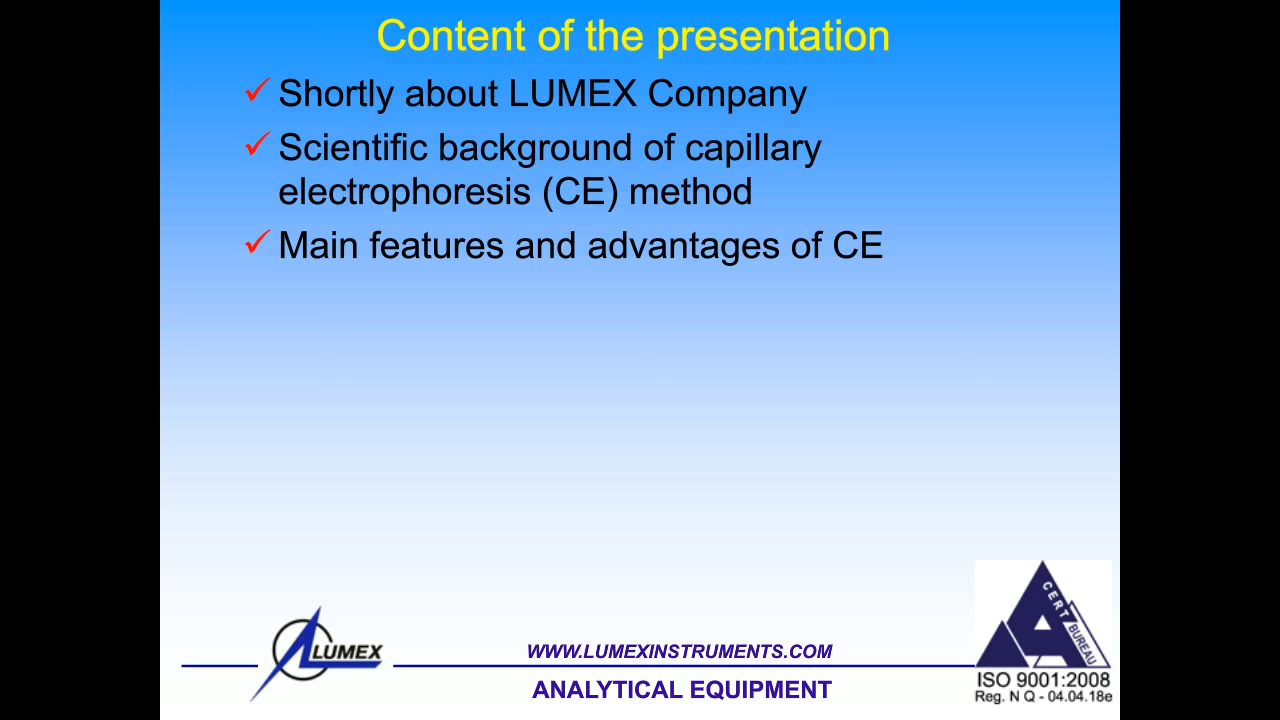 Content of the presentation
✓ Shortly about LUMEX Company
✓ Scientific background of capillary
electrophoresis (CE) method
✓ Main features and advantages of CE
LUMEX
WWW.LUMEXINSTRUMENTS.COM
ANALYTICAL EQUIPMENT
CERT
BUREAU
ISO 9001:2008
Reg. N Q - 04.04.18e